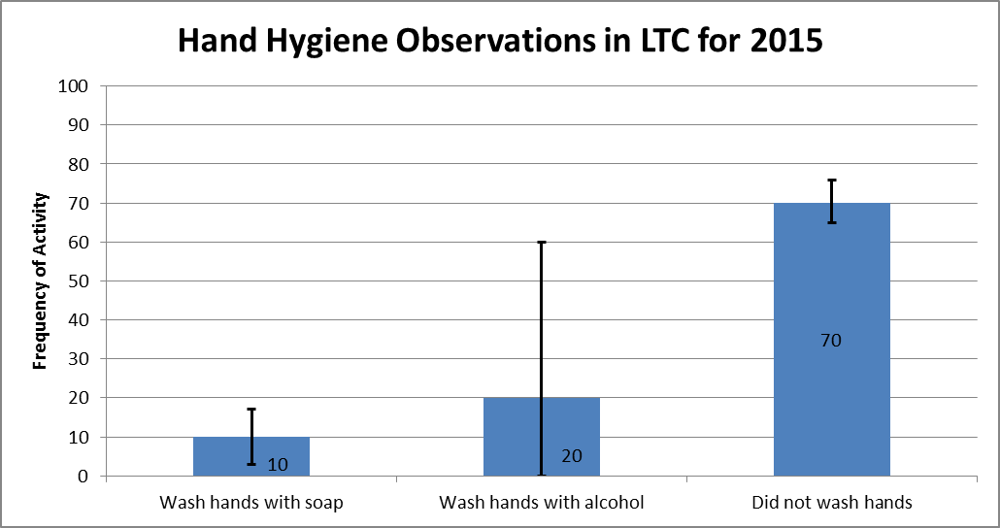 Hand Hygiene Observations in LTC for 2015
Frequency of Activity
100
90
80
70
60
50
40
30
20
10
0
10
20
70
Wash hands with soap
Wash hands with alcohol
Did not wash hands